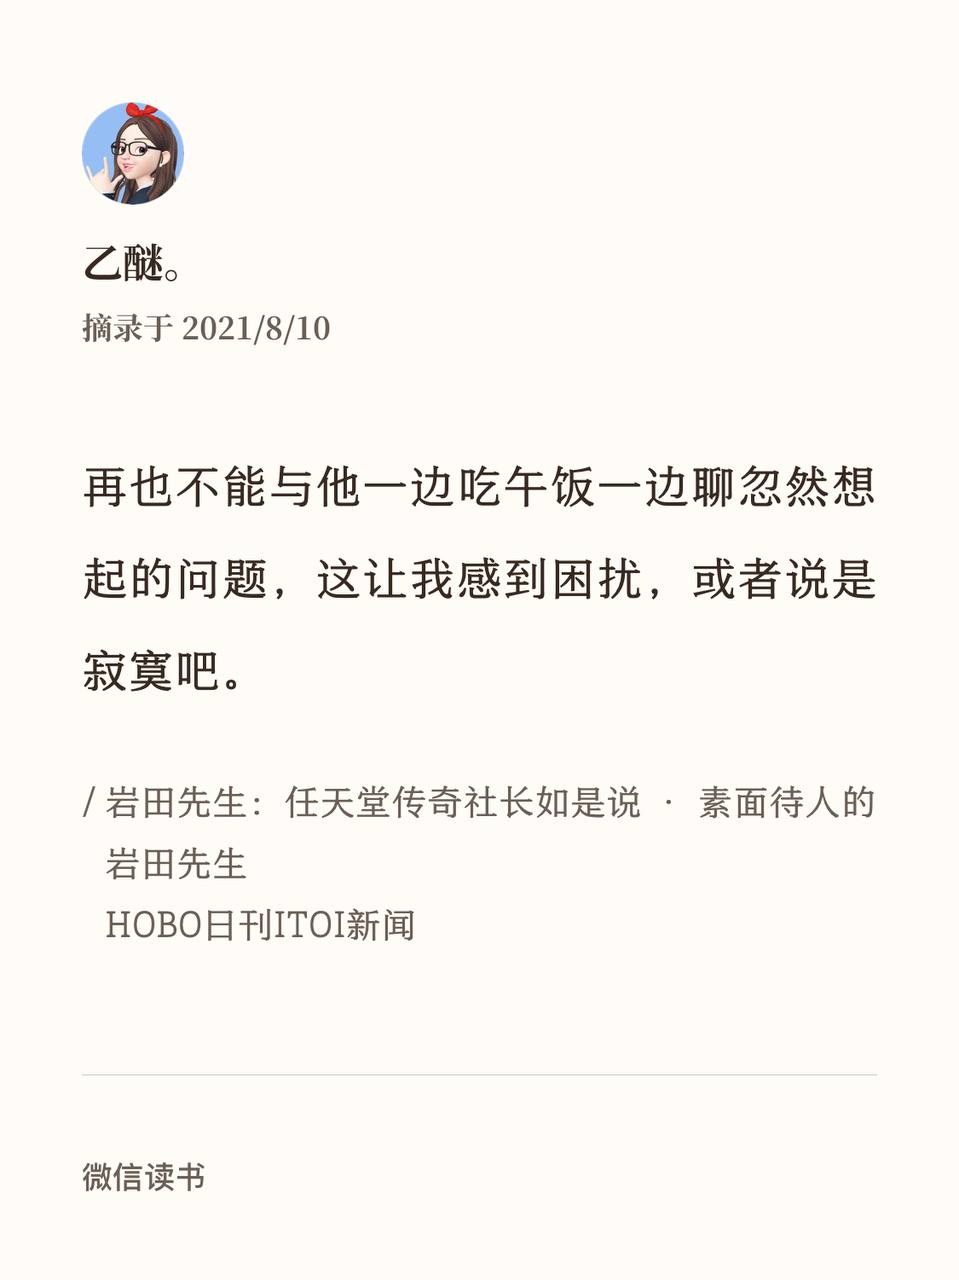 乙醚。
摘录于 2021/8/10
再也不能与他一边吃午饭一边聊忽然想
起的问题，这让我感到困扰，或者说是
寂寞吧。
/ 岩田先生：任天堂传奇社长如是说 · 素面待人的
岩田先生
HOBO日刊ITOI新闻
微信读书